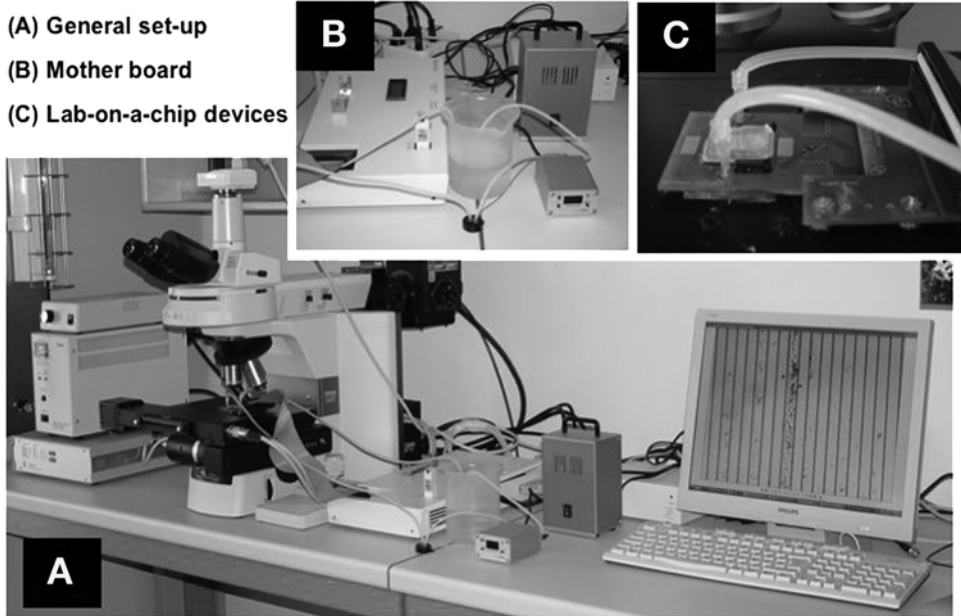 (A) General set-up
(B) Mother board
(C) Lab-on-a-chip devices
B
C
A
PHILIPS